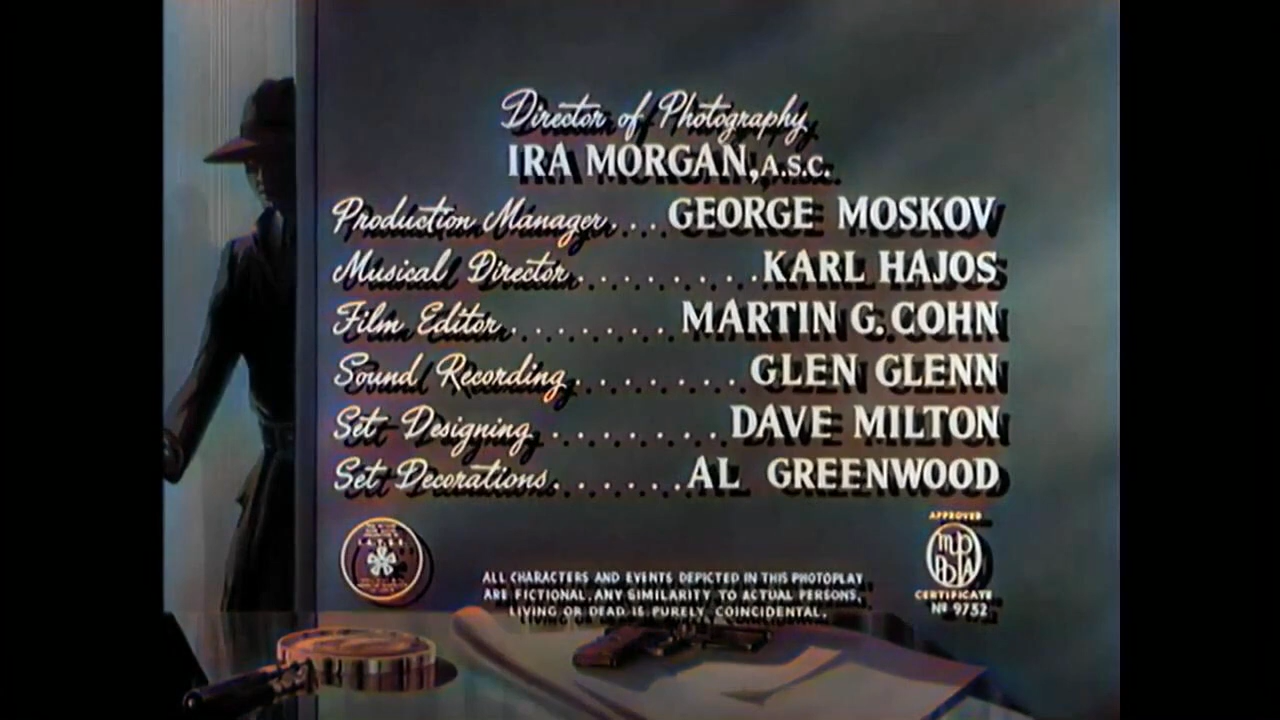 Director of Photography
IRA MORGAN, A.S.C.
Production Manager... GEORGE MOSKOV
Musical Director......... KARL HAJOS
Film Editor....... MARTIN G. COHN
Sound Recording....... GLEN GLENN
Set Designing....... DAVE MILTON
Set Decorations...... AL GREENWOOD
APPROVED
MPPDA
CERTIFICATE
Nº 9752
ALL CHARACTERS AND EVENTS DEPICTED IN THIS PHOTOPLAY
ARE FICTIONAL. ANY SIMILARITY TO ACTUAL PERSONS,
LIVING OR DEAD IS PURELY COINCIDENTAL.